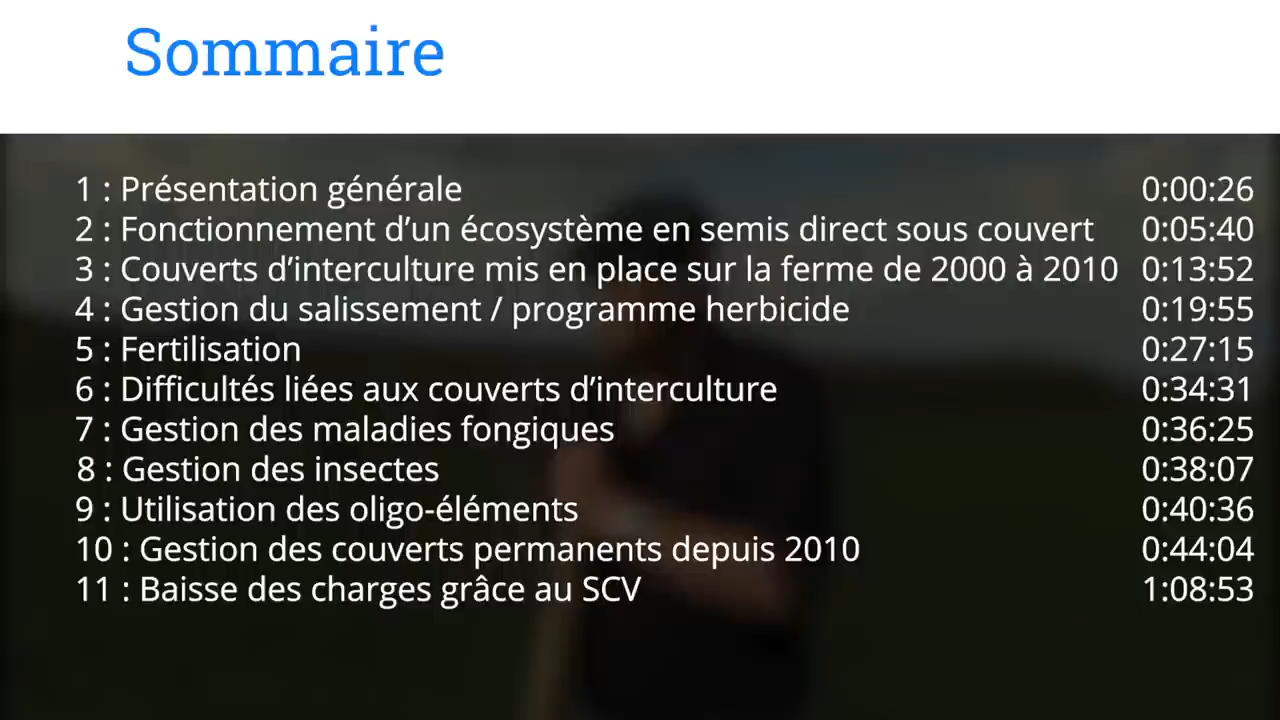 Sommaire
1 : Présentation générale 0:00:26
2 : Fonctionnement d’un écosystème en semis direct sous couvert 0:05:40
3 : Couverts d’interculture mis en place sur la ferme de 2000 à 2010 0:13:52
4 : Gestion du salissement / programme herbicide 0:19:55
5 : Fertilisation 0:27:15
6 : Difficultés liées aux couverts d’interculture 0:34:31
7 : Gestion des maladies fongiques 0:36:25
8 : Gestion des insectes 0:38:07
9 : Utilisation des oligo-éléments 0:40:36
10 : Gestion des couverts permanents depuis 2010 0:44:04
11 : Baisse des charges grâce au SCV 1:08:53